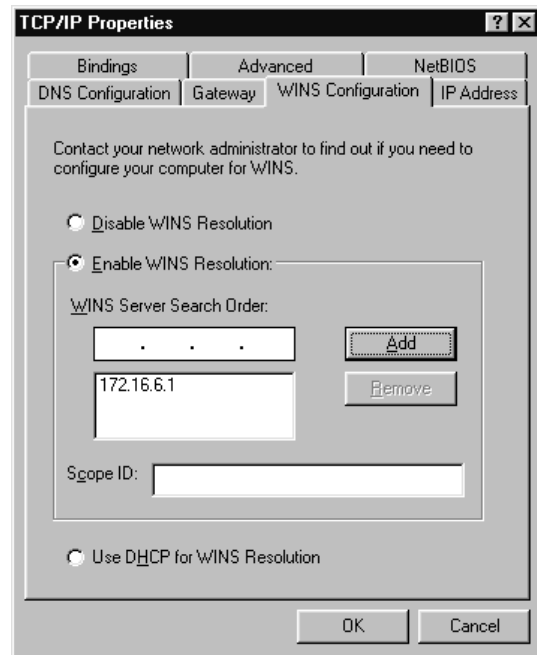 TCP/IP Properties
? X
Bindings
Advanced
NetBIOS
DNS Configuration
Gateway
WINS Configuration
IP Address
Contact your network administrator to find out if you need to
configure your computer for WINS.
Disable WINS Resolution
Enable WINS Resolution:
WINS Server Search Order:
. . .
Add
172.16.6.1
Remove
Scope ID:
Use DHCP for WINS Resolution
OK
Cancel